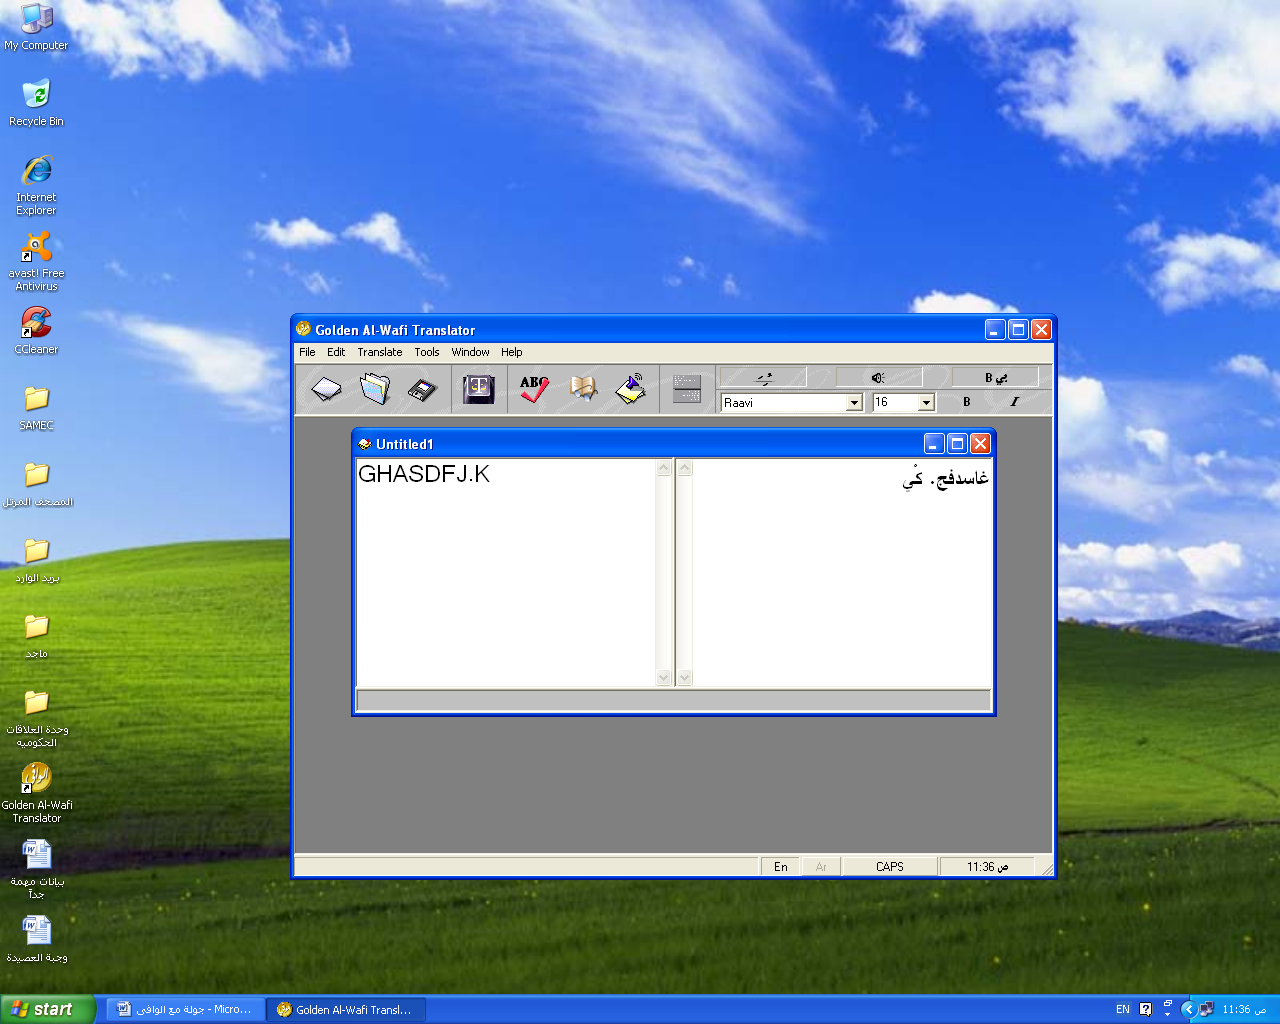 My Computer
Recycle Bin
Internet
Explorer
avast! Free
Antivirus
CCleaner
SAMEC
المصحف المرتل
بريد الوارد
ماجد
وحدة العلاقات
الحكوميه
Golden Al-Wafi
Translator
بيانات مهمة
جداً
وجبة العصيدة
Golden Al-Wafi Translator
File Edit Translate Tools Window Help
ABC
B بي
Raavi 16 B I
Untitled1
GHASDFJ.K
غاسدفج. كْيِ
En Ar CAPS 11:36 ص
start
جولة مع الوافي - Micro...
Golden Al-Wafi Transl...
EN
11:36 ص